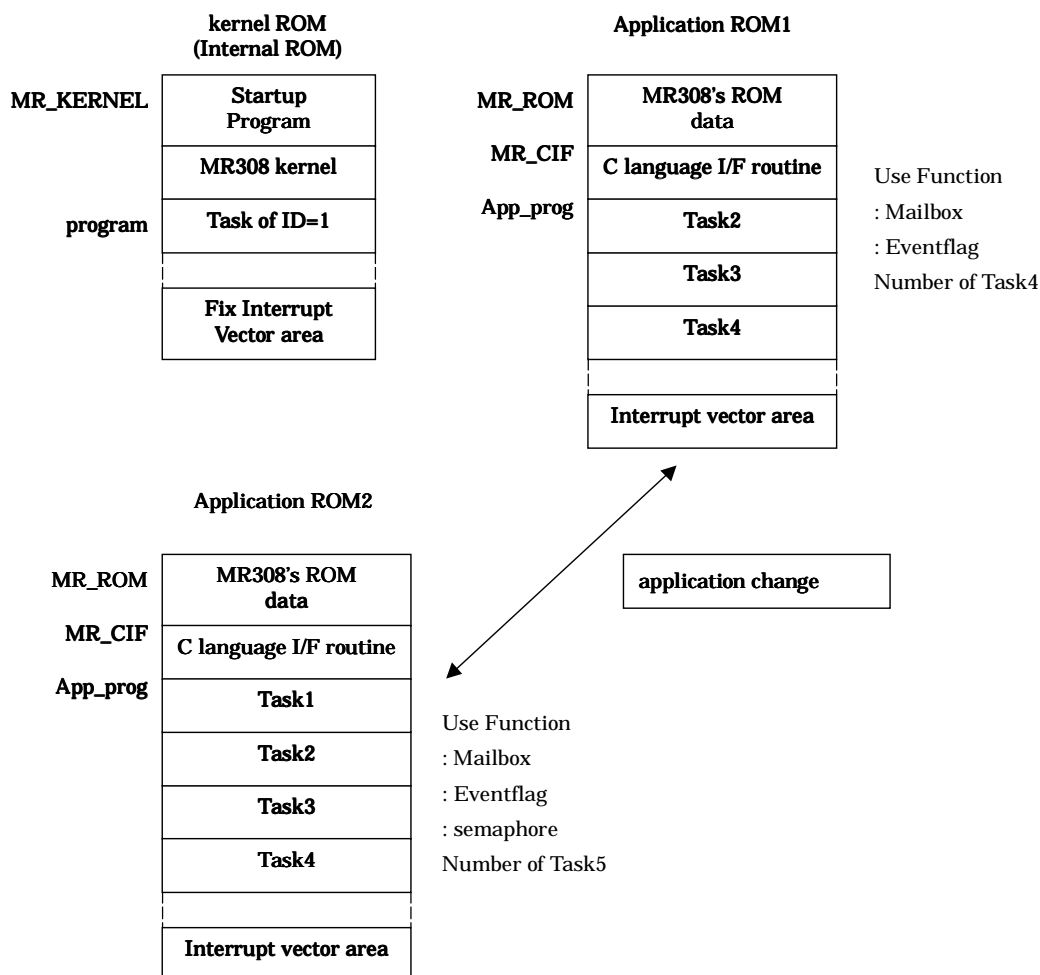 kernel ROM
(Internal ROM)
MR_KERNEL
Startup
Program
MR308 kernel
program
Task of ID=1
Fix Interrupt
Vector area
Application ROM1
MR_ROM
MR308's ROM
data
MR_CIF
C language I/F routine
App_prog
Task2
Task3
Task4
Interrupt vector area
Use Function
: Mailbox
: Eventflag
Number of Task4
application change
Application ROM2
MR_ROM
MR308's ROM
data
MR_CIF
C language I/F routine
App_prog
Task1
Task2
Task3
Task4
Interrupt vector area
Use Function
: Mailbox
: Eventflag
: semaphore
Number of Task5